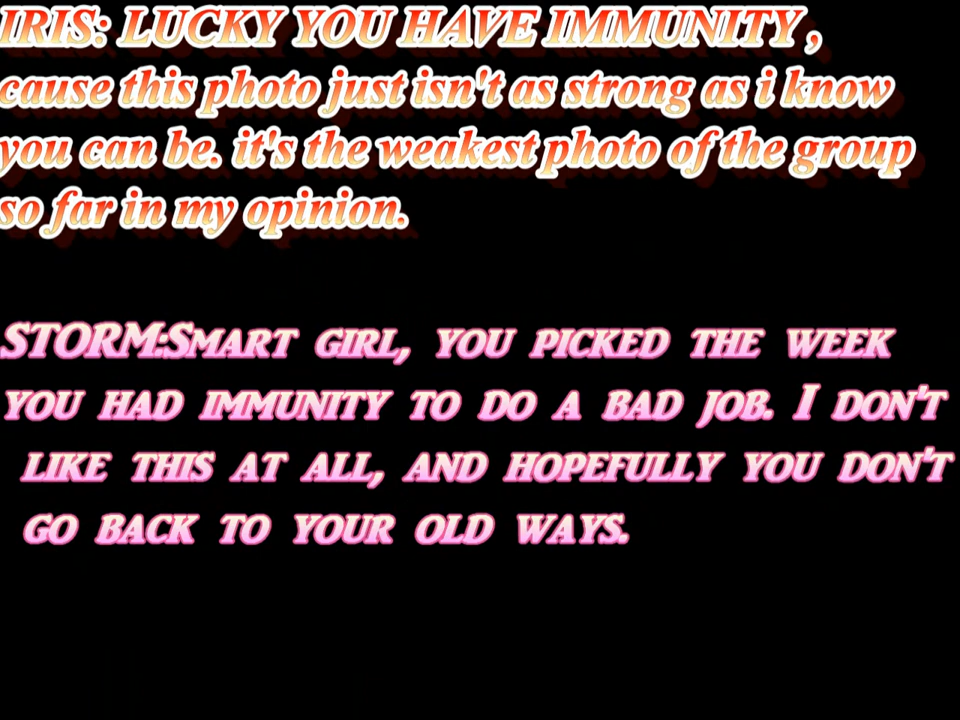 IRIS: LUCKY YOU HAVE IMMUNITY ,
cause this photo just isn't as strong as i know
you can be. it's the weakest photo of the group
so far in my opinion.
STORM:SMART GIRL, YOU PICKED THE WEEK
YOU HAD IMMUNITY TO DO A BAD JOB. I DON'T
LIKE THIS AT ALL, AND HOPEFULLY YOU DON'T
GO BACK TO YOUR OLD WAYS.